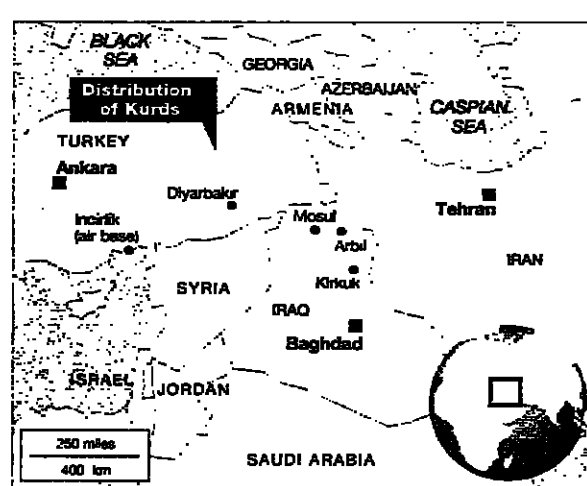 BLACK
SEA
GEORGIA
Distribution
of Kurds
AZERBAIJAN
ARMENIA
CASPIAN
SEA
TURKEY
Ankara
Diyarbakir
Tehran
Incirlik
(air base)
Mosul
Arbil
IRAN
Kirkuk
SYRIA
IRAQ
Baghdad
ISRAEL
JORDAN
250 miles
400 km
SAUDI ARABIA